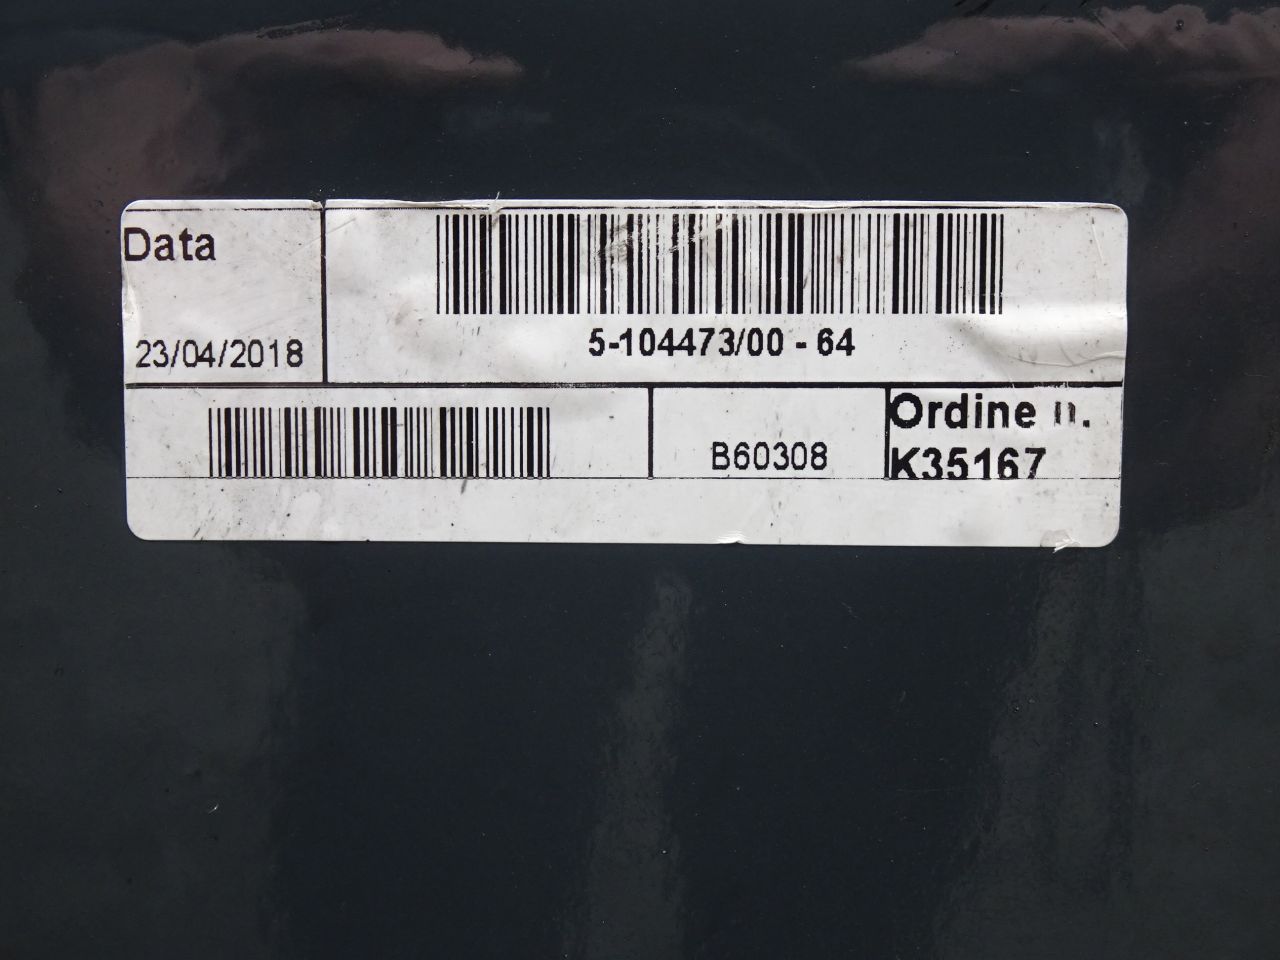 Data
23/04/2018
5-104473/00 - 64
B60308
Ordine n.
K35167